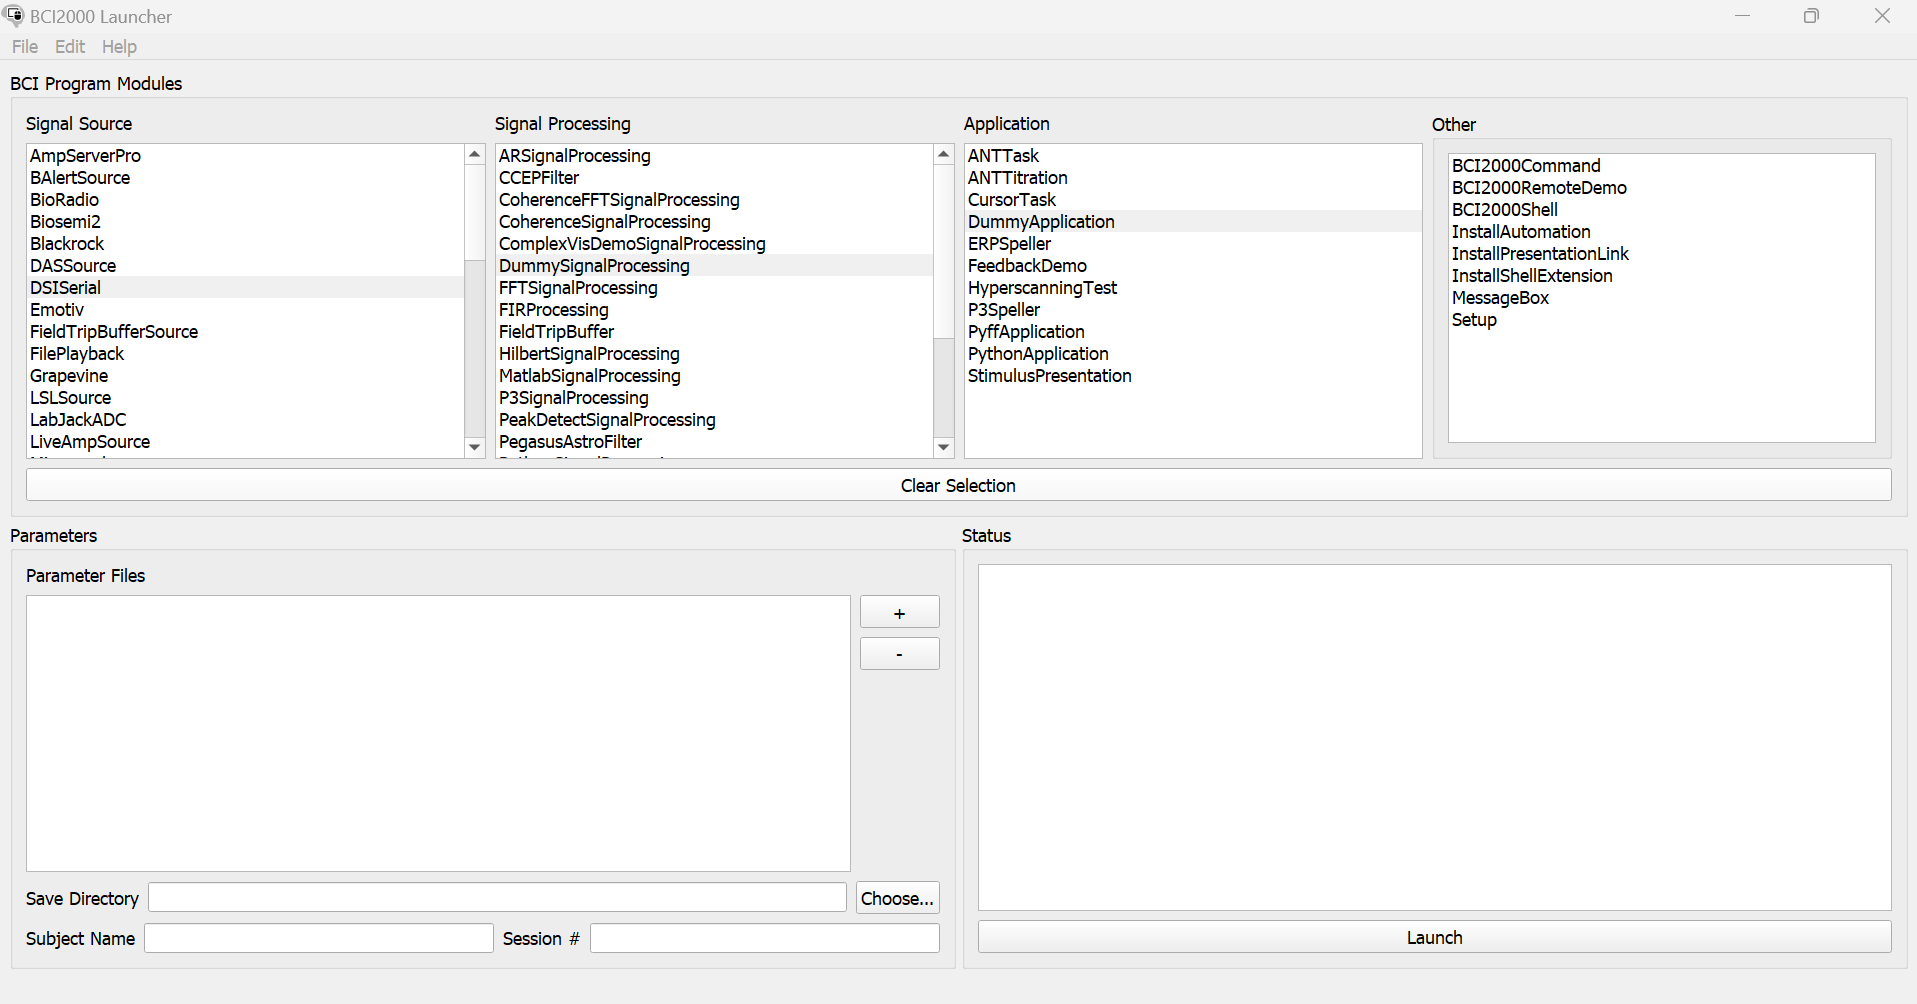 BCI2000 Launcher
File Edit Help
BCI Program Modules
Signal Source
AmpServerPro
BAlertSource
BioRadio
Biosemi2
Blackrock
DASSource
DSISerial
Emotiv
FieldTripBufferSource
FilePlayback
Grapevine
LSLSource
LabJackADC
LiveAmpSource
Signal Processing
ARSignalProcessing
CCEPFilter
CoherenceFFTSignalProcessing
CoherenceSignalProcessing
ComplexVisDemoSignalProcessing
DummySignalProcessing
FFTSignalProcessing
FIRProcessing
FieldTripBuffer
HilbertSignalProcessing
MatlabSignalProcessing
P3SignalProcessing
PeakDetectSignalProcessing
PegasusAstroFilter
Application
ANTTask
ANTTitration
CursorTask
DummyApplication
ERPSpeller
FeedbackDemo
HyperscanningTest
P3Speller
PyffApplication
PythonApplication
StimulusPresentation
Other
BCI2000Command
BCI2000RemoteDemo
BCI2000Shell
InstallAutomation
InstallPresentationLink
InstallShellExtension
MessageBox
Setup
Clear Selection
Parameters
Parameter Files
+
-
Save Directory
Choose...
Subject Name
Session #
Status
Launch